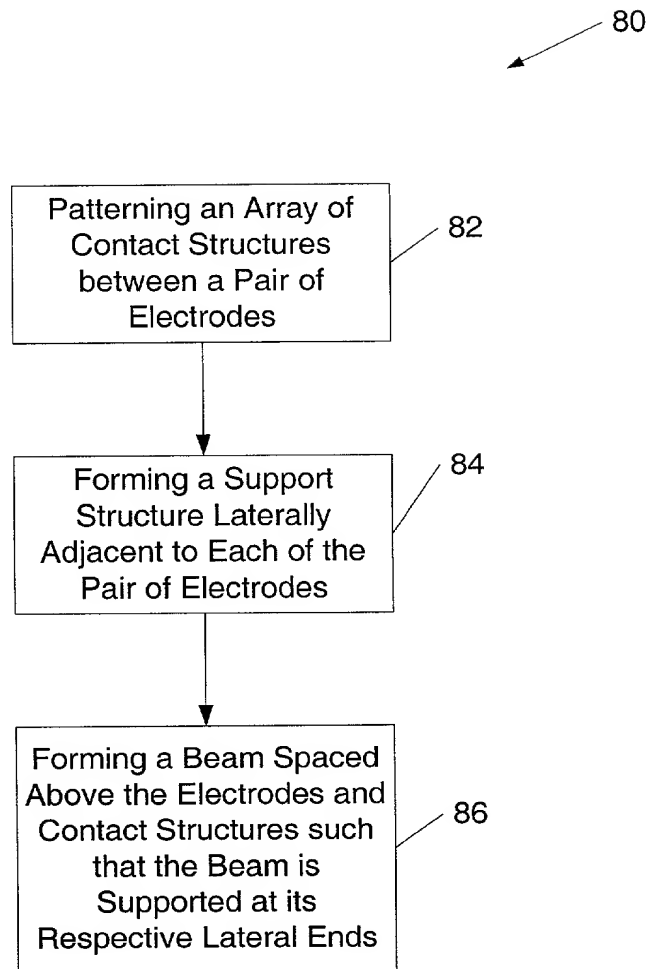 80
Patterning an Array of
Contact Structures
between a Pair of
Electrodes
82
Forming a Support
Structure Laterally
Adjacent to Each of the
Pair of Electrodes
84
Forming a Beam Spaced
Above the Electrodes and
Contact Structures such
that the Beam is
Supported at its
Respective Lateral Ends
86